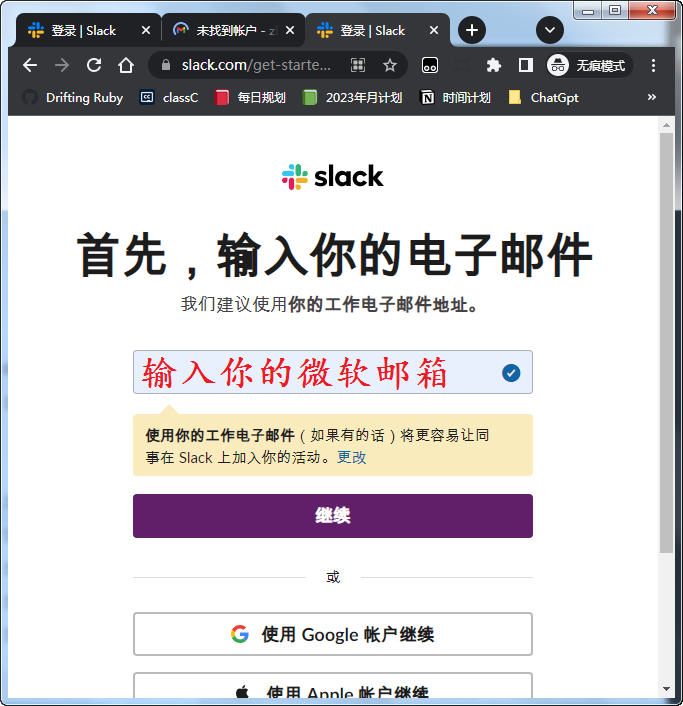 登录 | Slack
未找到帐户 - zi
登录 | Slack
slack.com/get-starte...
无痕模式
Drifting Ruby
classC
每日规划
2023年月计划
时间计划
ChatGpt
»
slack
首先，输入你的电子邮件
我们建议使用你的工作电子邮件地址。
输入你的微软邮箱
使用你的工作电子邮件（如果有的话）将更容易让同
事在 Slack 上加入你的活动。更改
继续
或
使用 Google 帐户继续
使用 Apple 帐户继续